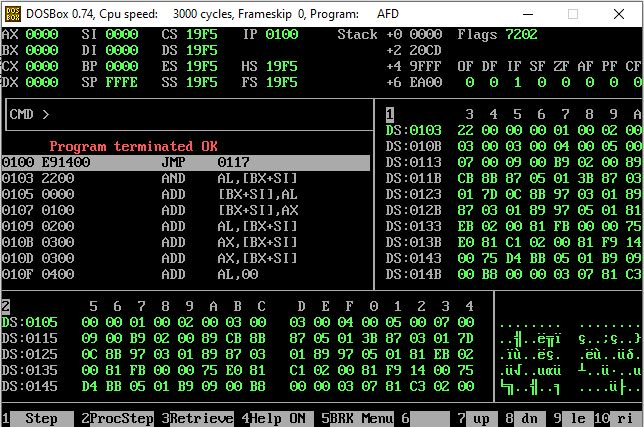 DOSBox 0.74, Cpu speed: 3000 cycles, Frameskip 0, Program: AFD
AX 0000 SI 0000 CS 19F5 IP 0100 Stack +0 0000 Flags 7202
BX 0000 DI 0000 DS 19F5 +2 20CD
CX 0000 BP 0000 ES 19F5 HS 19F5 +4 9FFF OF DF IF SF ZF AF PF CF
DX 0000 SP FFFE SS 19F5 FS 19F5 +6 EA00 0 0 1 0 0 0 0 0
CMD >
Program terminated OK
0100 E91400 JMP 0117
0103 2200 AND AL,[BX+SI]
0105 0000 ADD [BX+SI],AL
0107 0100 ADD [BX+SI],AX
0109 0200 ADD AL,[BX+SI]
010B 0300 ADD AX,[BX+SI]
010D 0300 ADD AX,[BX+SI]
010F 0400 ADD AL,00
1 3 4 5 6 7 8 9 A
DS:0103 22 00 00 00 01 00 02 00
DS:010B 03 00 03 00 04 00 05 00
DS:0113 07 00 09 00 B9 02 00 89
DS:011B CB 8B 87 05 01 3B 87 03
DS:0123 01 7D 0C 8B 97 03 01 89
DS:012B 87 03 01 89 97 05 01 81
DS:0133 EB 02 00 81 FB 00 00 75
DS:013B E0 81 C1 02 00 81 F9 14
DS:0143 00 75 D4 BB 05 01 B9 09
DS:014B 00 B8 00 00 03 07 81 C3
2 5 6 7 8 9 A B C D E F 0 1 2 3 4
DS:0105 00 00 01 00 02 00 03 00 03 00 04 00 05 00 07 00
DS:0115 09 00 B9 02 00 89 CB 8B 87 05 01 3B 87 03 01 7D
DS:0125 0C 8B 97 03 01 89 87 03 01 89 97 05 01 81 EB 02
DS:0135 00 81 FB 00 00 75 E0 81 C1 02 00 81 F9 14 00 75
DS:0145 D4 BB 05 01 B9 09 00 B8 00 00 03 07 81 C3 02 00
1 Step 2ProcStep 3Retrieve 4Help ON 5BRK Menu 6 7 up 8 dn 9 le 10 ri